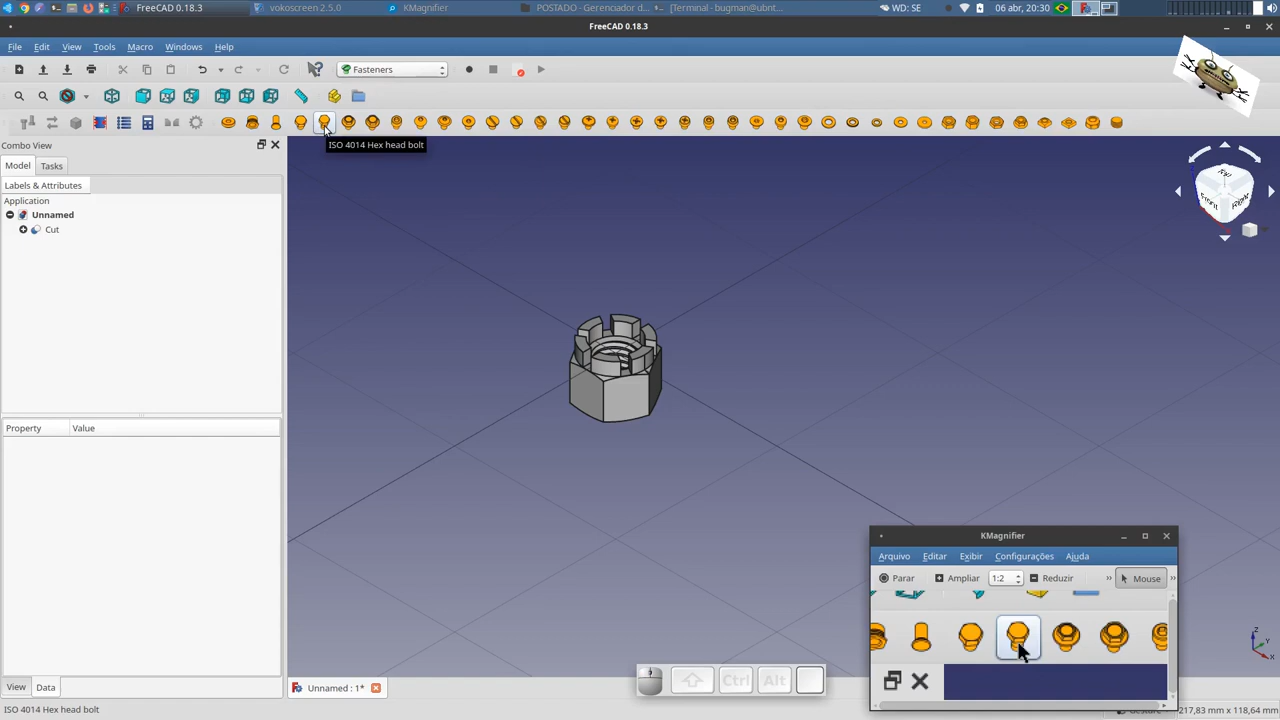 FreeCAD 0.18.3
vokoscreen 2.5.0
KMagnifier
POSTADO - Gerenciador d...
[Terminal - bugman@ubnt...
WD: SE
06 abr, 20:30
FreeCAD 0.18.3
File Edit View Tools Macro Windows Help
Fasteners
ISO 4014 Hex head bolt
Combo View
Model Tasks
Labels & Attributes
Application
Unnamed
Cut
Property Value
View Data
Unnamed : 1*
ISO 4014 Hex head bolt
Top
Front
Right
KMagnifier
Arquivo Editar Exibir Configurações Ajuda
Parar Ampliar 1:2 Reduzir » Mouse »
Ctrl Alt
Z
Y
X
217,83 mm x 118,64 mm